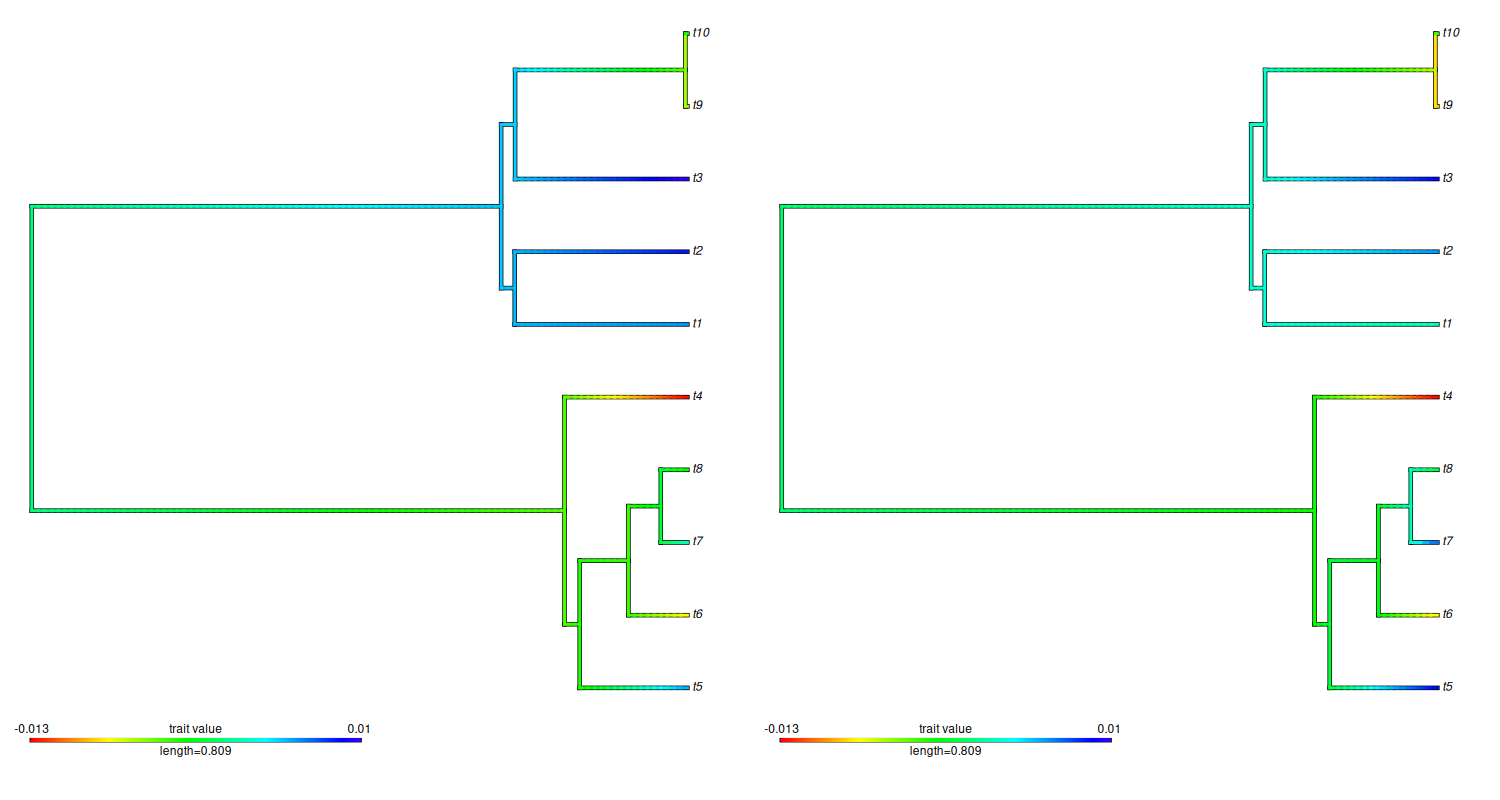 t10
t9
t3
t2
t1
t4
t8
t7
t6
t5
-0.013 trait value 0.01
length=0.809
t10
t9
t3
t2
t1
t4
t8
t7
t6
t5
-0.013 trait value 0.01
length=0.809